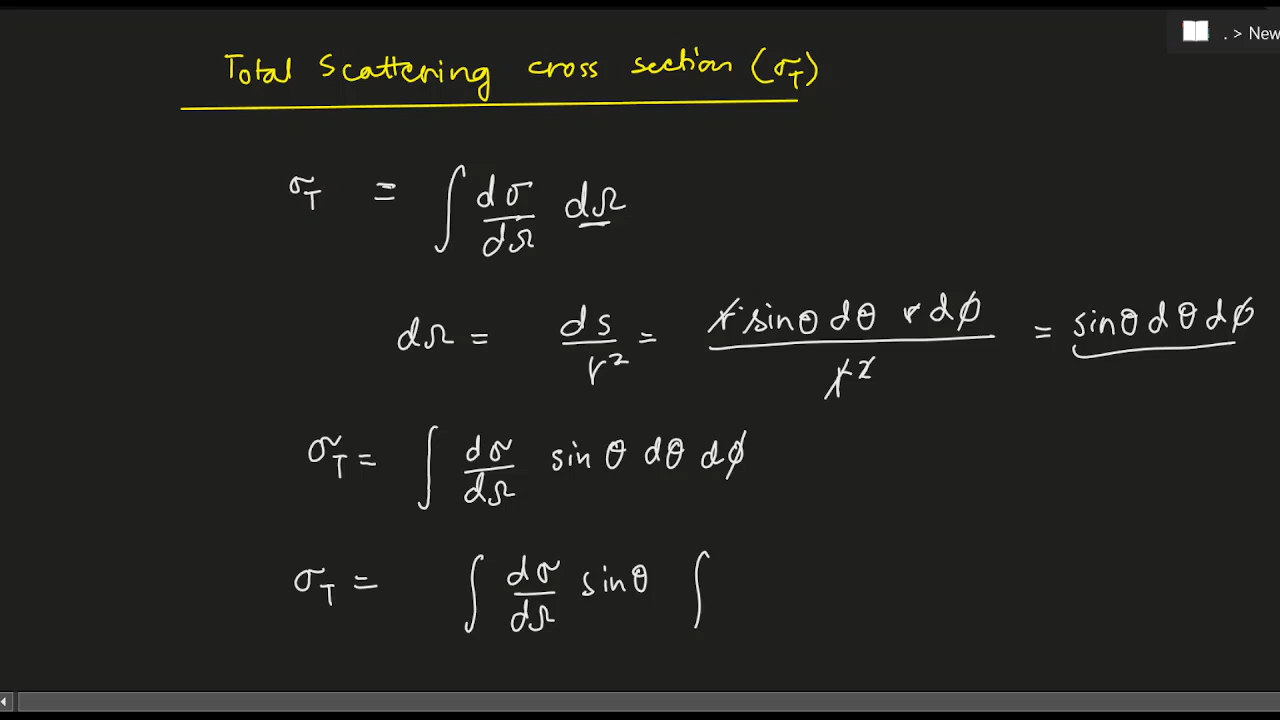 . > New
Total Scattering cross section (σT)
σT = ∫ dσ/dΩ dΩ
dΩ = ds/r² = r sinθ dθ r dϕ / r² = sinθ dθ dϕ
σT = ∫ dσ/dΩ sin θ dθ dϕ
σT = ∫ dσ/dΩ sinθ ∫